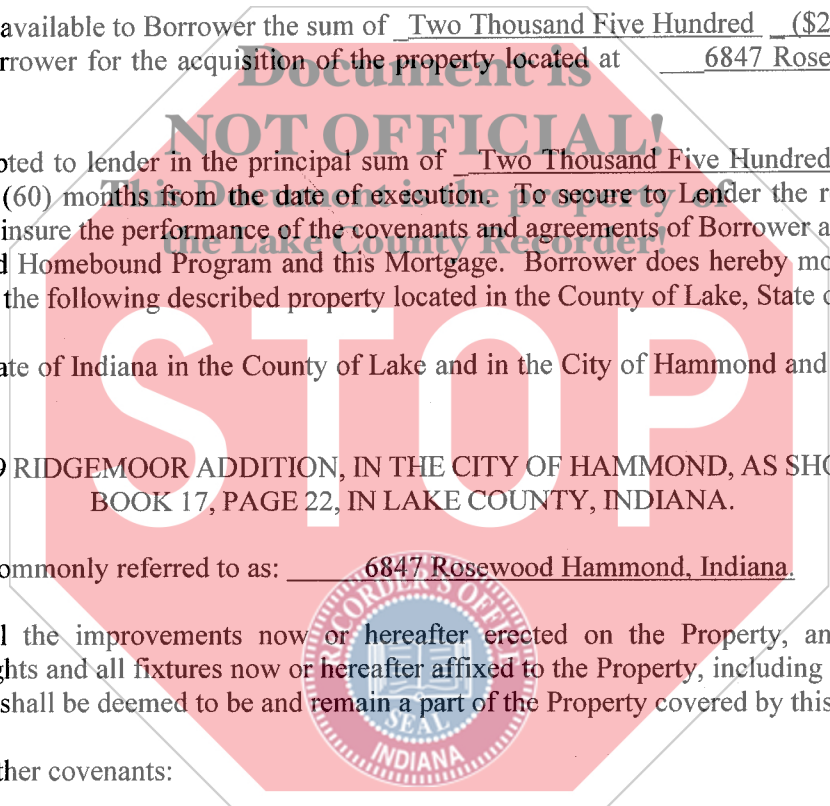 available to Borrower the sum of Two Thousand Five Hundred ($2
rrower for the acquisition of the property located at 6847 Rose
Document is
NOT OFFICIAL!
This Document is the property of
the Lake County Recorder!
oted to lender in the principal sum of Two Thousand Five Hundred
(60) months from the date of execution. To secure to Lender the r
insure the performance of the covenants and agreements of Borrower a
d Homebound Program and this Mortgage. Borrower does hereby mo
the following described property located in the County of Lake, State o
STOP
ate of Indiana in the County of Lake and in the City of Hammond and
9 RIDGEMOOR ADDITION, IN THE CITY OF HAMMOND, AS SHO
BOOK 17, PAGE 22, IN LAKE COUNTY, INDIANA.
ommonly referred to as: 6847 Rosewood Hammond, Indiana.
RECORDER'S OFFICE
SEAL
INDIANA
l the improvements now or hereafter erected on the Property, an
ghts and all fixtures now or hereafter affixed to the Property, including
shall be deemed to be and remain a part of the Property covered by this
ther covenants: